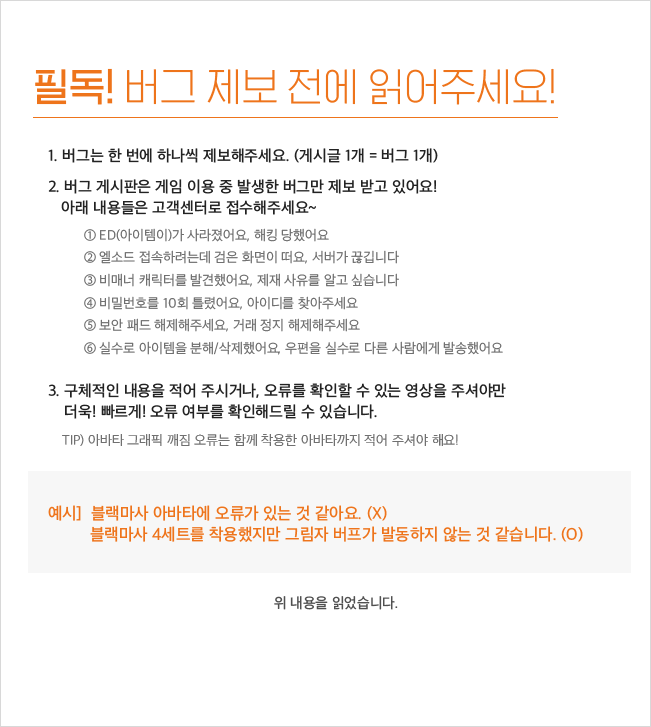 필독! 버그 제보 전에 읽어주세요!
1. 버그는 한 번에 하나씩 제보해주세요. (게시글 1개 = 버그 1개)
2. 버그 게시판은 게임 이용 중 발생한 버그만 제보 받고 있어요!
아래 내용들은 고객센터로 접수해주세요~
① ED(아이템이)가 사라졌어요, 해킹 당했어요
② 엘소드 접속하려는데 검은 화면이 떠요, 서버가 끊깁니다
③ 비매너 캐릭터를 발견했어요, 제재 사유를 알고 싶습니다
④ 비밀번호를 10회 틀렸어요, 아이디를 찾아주세요
⑤ 보안 패드 해제해주세요, 거래 정지 해제해주세요
⑥ 실수로 아이템을 분해/삭제했어요, 우편을 실수로 다른 사람에게 발송했어요
3. 구체적인 내용을 적어 주시거나, 오류를 확인할 수 있는 영상을 주셔야만
더욱! 빠르게! 오류 여부를 확인해드릴 수 있습니다.
TIP) 아바타 그래픽 깨짐 오류는 함께 착용한 아바타까지 적어 주셔야 해요!
예시] 블랙마사 아바타에 오류가 있는 것 같아요. (X)
블랙마사 4세트를 착용했지만 그림자 버프가 발동하지 않는 것 같습니다. (O)
위 내용을 읽었습니다.